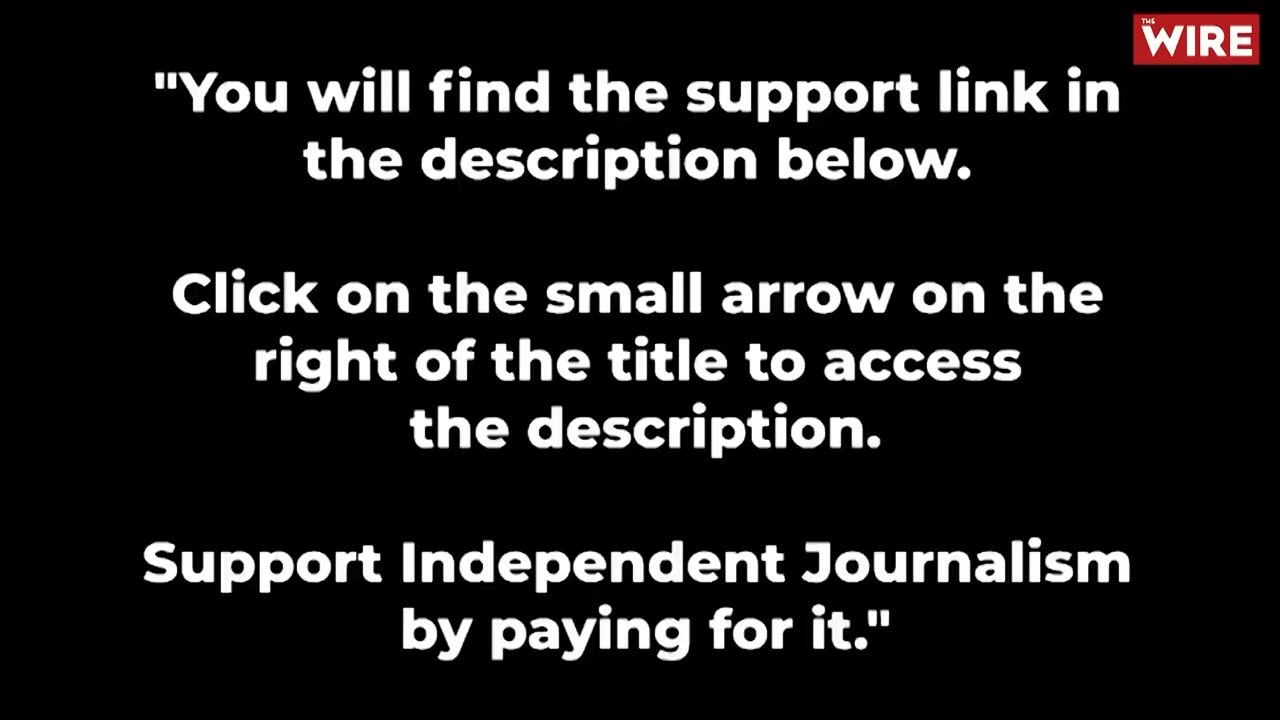 THE
WIRE
"You will find the support link in
the description below.
Click on the small arrow on the
right of the title to access
the description.
Support Independent Journalism
by paying for it."